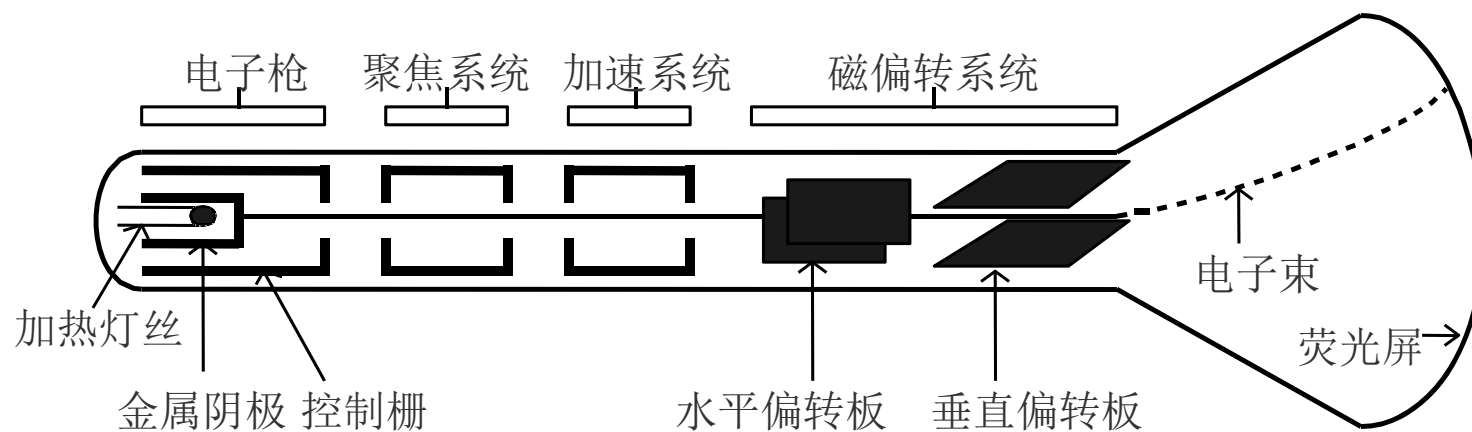 电子枪
聚焦系统
加速系统
磁偏转系统
电子束
加热灯丝
荧光屏
金属阴极
控制栅
水平偏转板
垂直偏转板